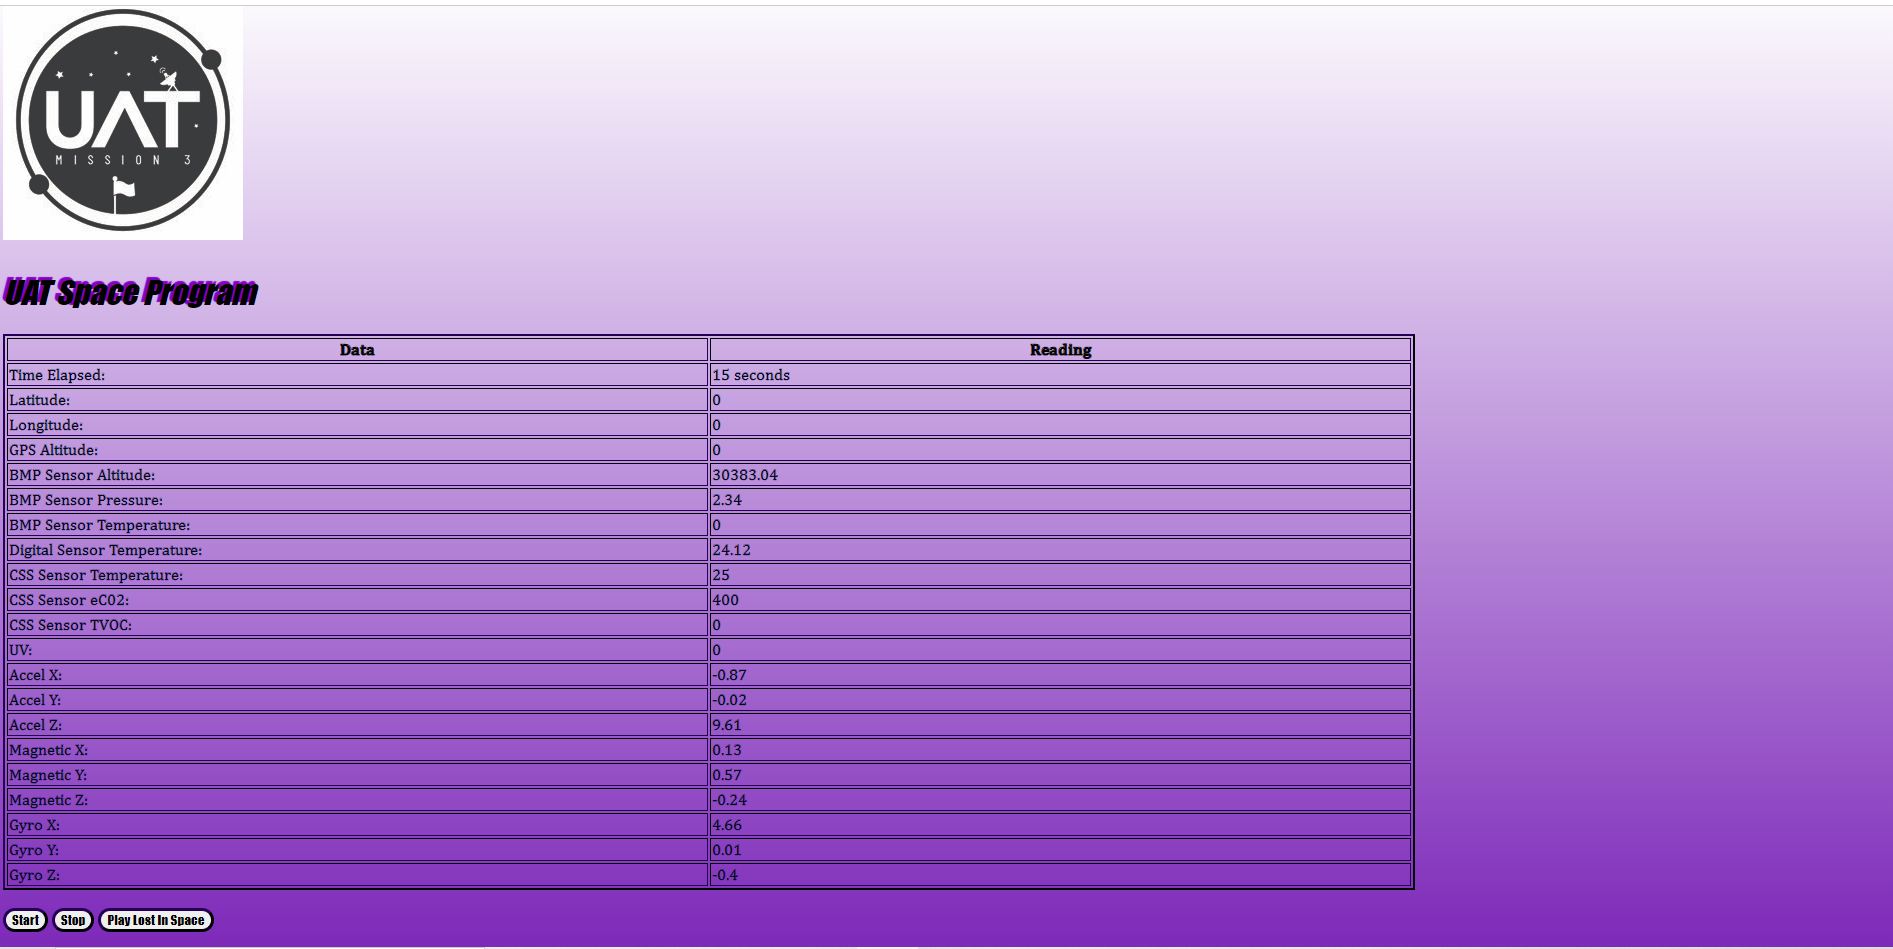 UAT
MISSION 3
UAT Space Program
Data Reading
Time Elapsed: 15 seconds
Latitude: 0
Longitude: 0
GPS Altitude: 0
BMP Sensor Altitude: 30383.04
BMP Sensor Pressure: 2.34
BMP Sensor Temperature: 0
Digital Sensor Temperature: 24.12
CSS Sensor Temperature: 25
CSS Sensor eC02: 400
CSS Sensor TVOC: 0
UV: 0
Accel X: -0.87
Accel Y: -0.02
Accel Z: 9.61
Magnetic X: 0.13
Magnetic Y: 0.57
Magnetic Z: -0.24
Gyro X: 4.66
Gyro Y: 0.01
Gyro Z: -0.4
Start Stop Play Lost In Space